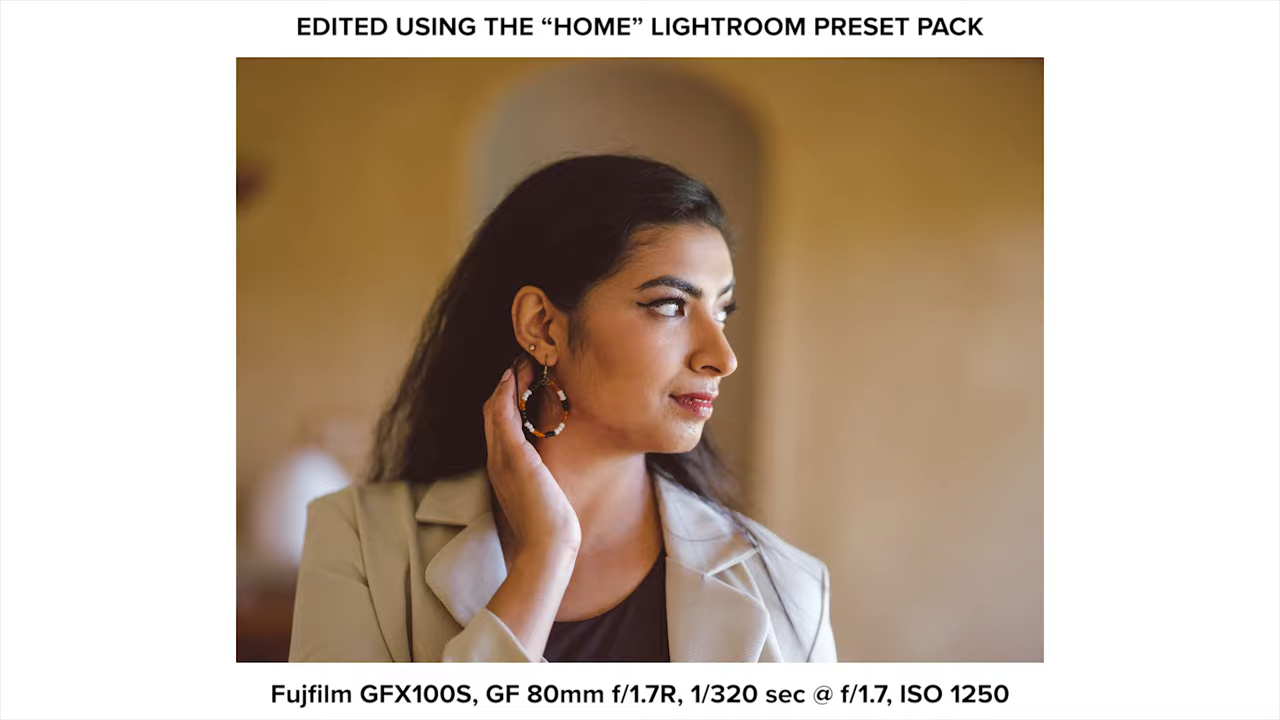 EDITED USING THE “HOME” LIGHTROOM PRESET PACK
Fujfilm GFX100S, GF 80mm f/1.7R, 1/320 sec @ f/1.7, ISO 1250